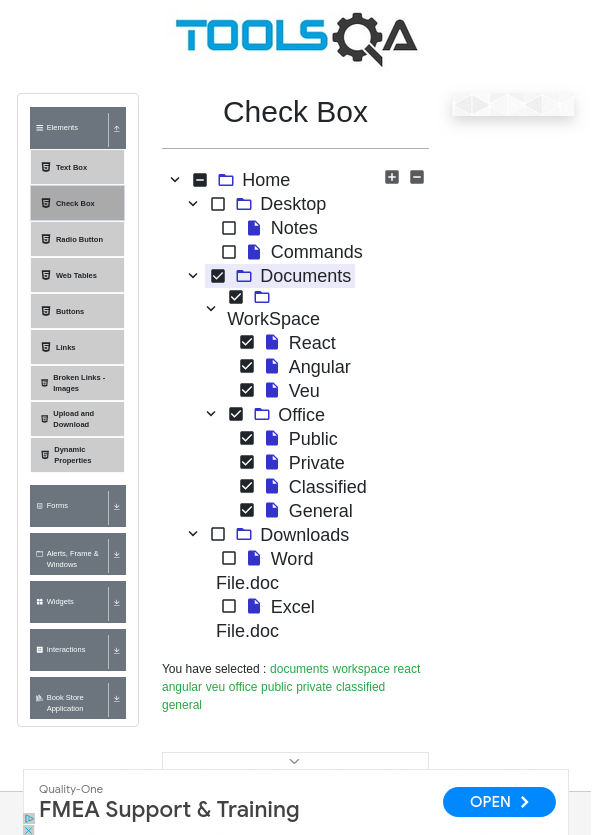 TOOLSQA
Elements
Text Box
Check Box
Radio Button
Web Tables
Buttons
Links
Broken Links -
Images
Upload and
Download
Dynamic
Properties
Forms
Alerts, Frame &
Windows
Widgets
Interactions
Book Store
Application
Check Box
Home
Desktop
Notes
Commands
Documents
WorkSpace
React
Angular
Veu
Office
Public
Private
Classified
General
Downloads
Word
File.doc
Excel
File.doc
You have selected : documents workspace react
angular veu office public private classified
general
Quality-One
FMEA Support & Training
OPEN